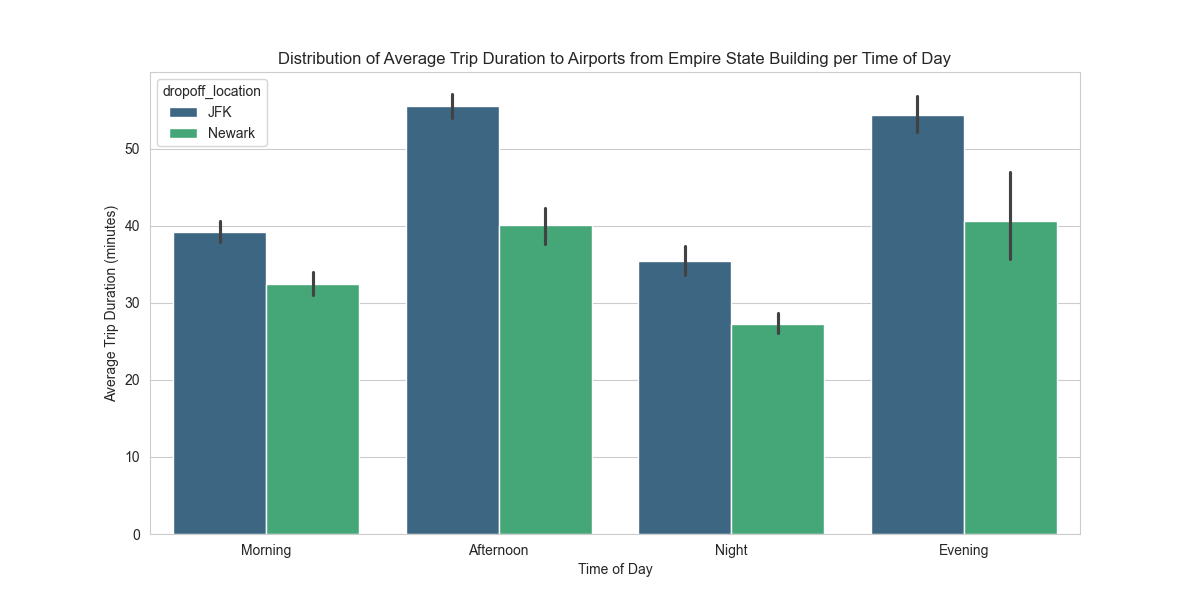 Distribution of Average Trip Duration to Airports from Empire State Building per Time of Day
dropoff_location
JFK
Newark
Average Trip Duration (minutes)
50
40
30
20
10
0
Morning Afternoon Night Evening
Time of Day